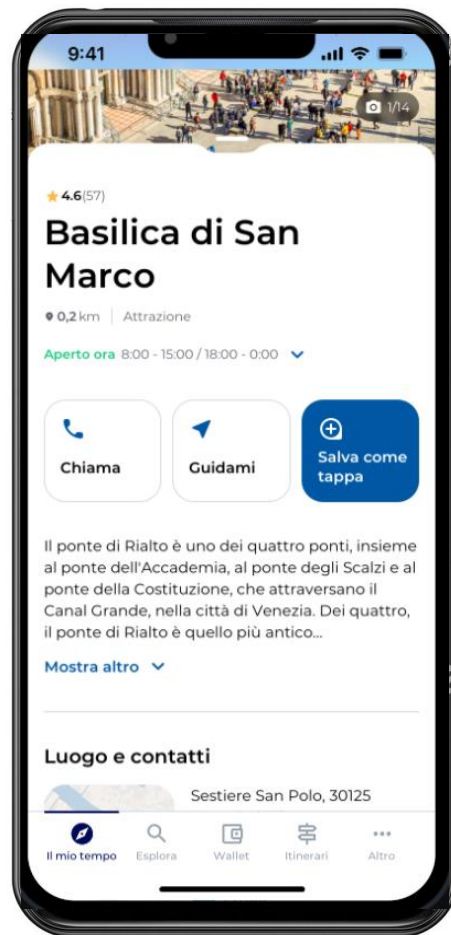 9:41
1/14
4.6(57)
Basilica di San
Marco
0,2 km | Attrazione
Aperto ora 8:00 - 15:00 / 18:00 - 0:00
Chiama
Guidami
Salva come
tappa
Il ponte di Rialto è uno dei quattro ponti, insieme
al ponte dell'Accademia, al ponte degli Scalzi e al
ponte della Costituzione, che attraversano il
Canal Grande, nella città di Venezia. Dei quattro,
il ponte di Rialto è quello più antico...
Mostra altro
Luogo e contatti
Sestiere San Polo, 30125
Il mio tempo Esplora Wallet Itinerari Altro